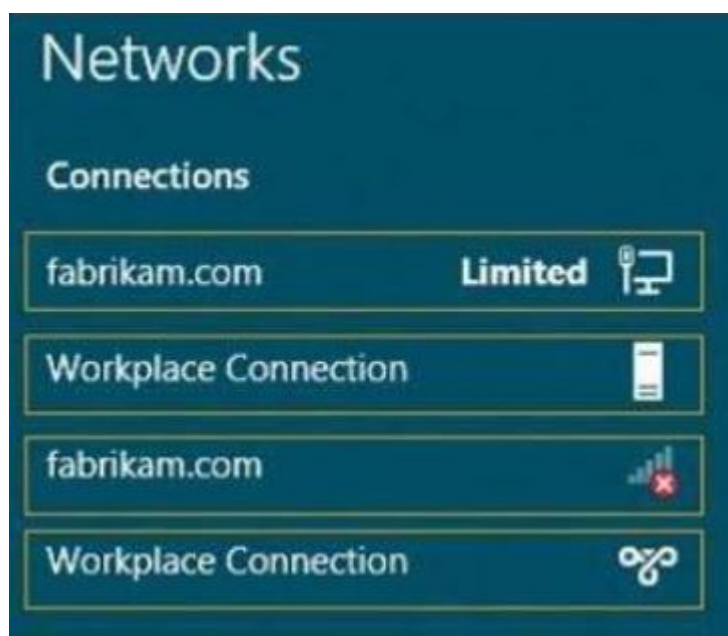 Networks
Connections
fabrikam.com Limited
Workplace Connection
fabrikam.com
Workplace Connection